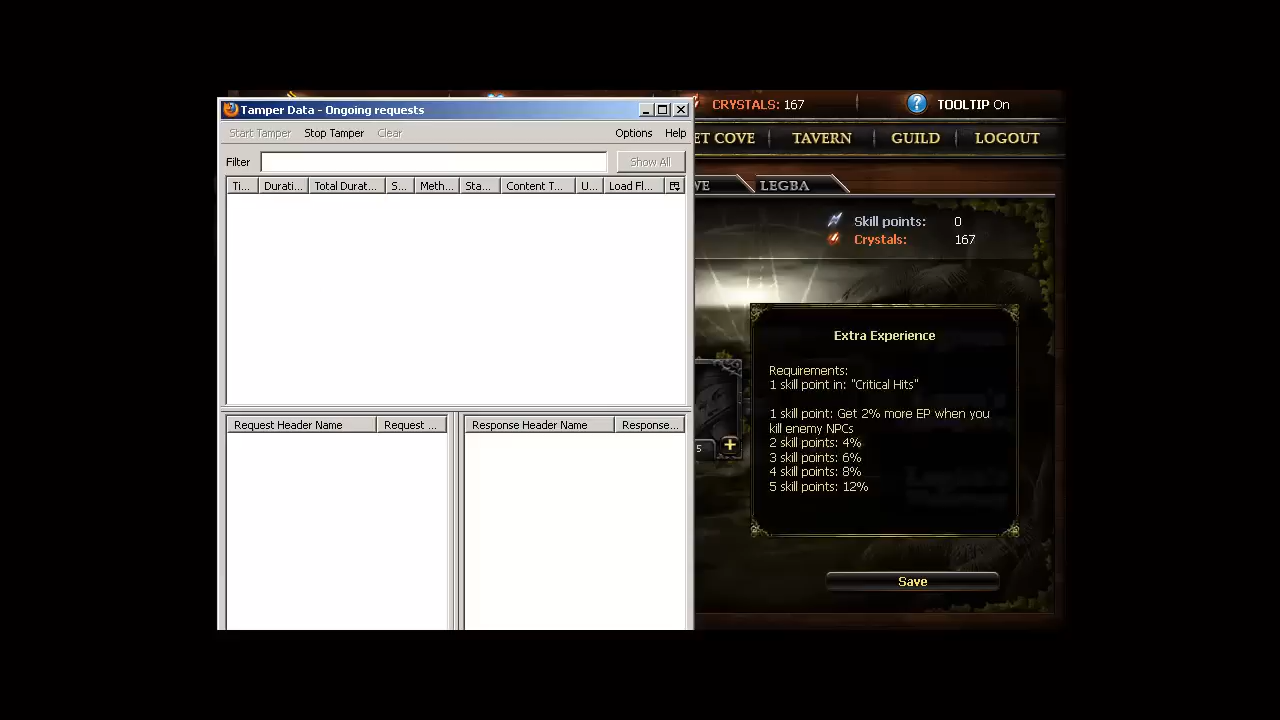 Tamper Data - Ongoing requests
CRYSTALS: 167
TOOLTIP On
Start Tamper
Stop Tamper
Clear
Options
Help
ET COVE
TAVERN
GUILD
LOGOUT
Filter
Show All
Ti...
Durati...
Total Durat...
S...
Meth...
Sta...
Content T...
U...
Load Fl...
VE
LEGBA
Skill points: 0
Crystals: 167
Extra Experience
Requirements:
1 skill point in: "Critical Hits"
1 skill point: Get 2% more EP when you
kill enemy NPCs
2 skill points: 4%
3 skill points: 6%
4 skill points: 8%
5 skill points: 12%
Request Header Name
Request ...
Response Header Name
Response...
5
+
Save